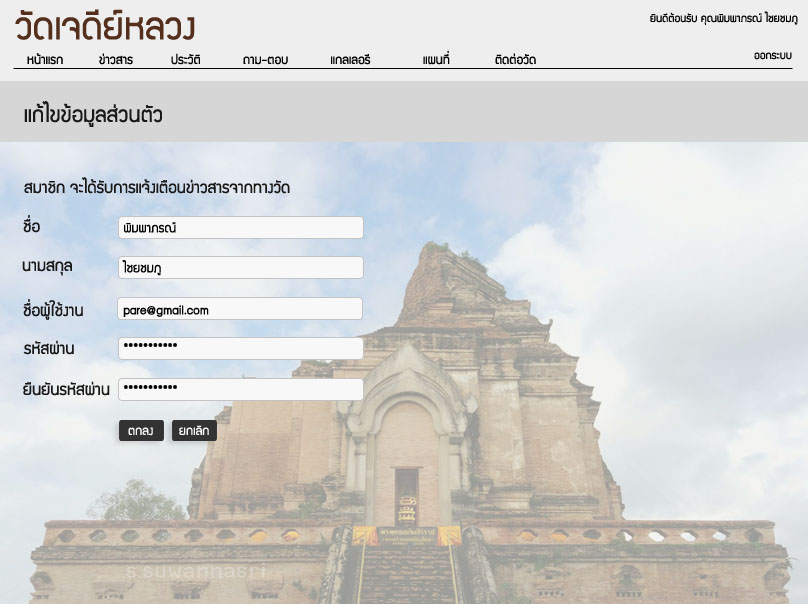 วัดเจดีย์หลวง
ยินดีต้อนรับ คุณพิมพาภรณ์ ไชยชมภู
หน้าแรก ข่าวสาร ประวัติ ถาม-ตอบ แกลเลอรี แผนที่ ติดต่อวัด
ออกระบบ
แก้ไขข้อมูลส่วนตัว
สมาชิก จะได้รับการแจ้งเตือนข่าวสารจากทางวัด
ชื่อ พิมพาภรณ์
นามสกุล ไชยชมภู
ชื่อผู้ใช้งาน pare@gmail.com
รหัสผ่าน •••••••••••
ยืนยันรหัสผ่าน •••••••••••
ตกลง ยกเลิก
s.suwannasri